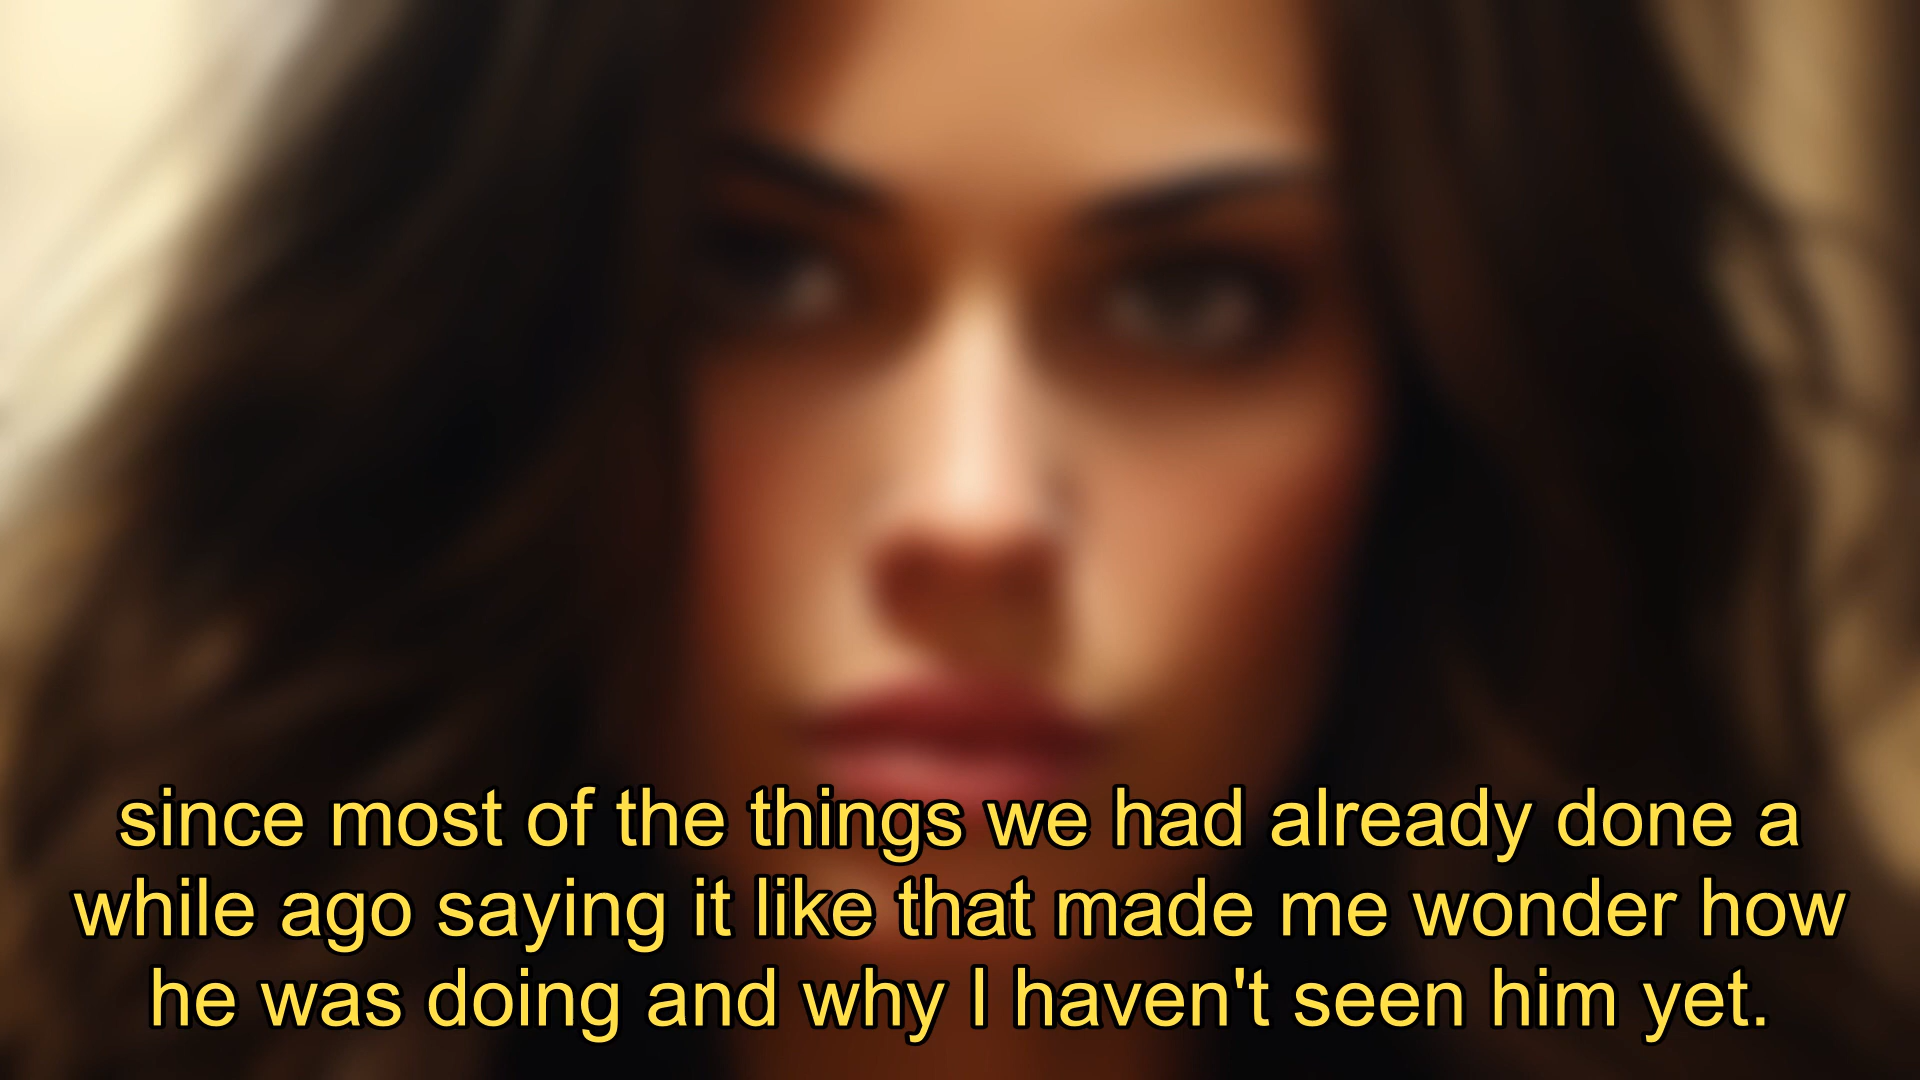 since most of the things we had already done a
while ago saying it like that made me wonder how
he was doing and why I haven't seen him yet.